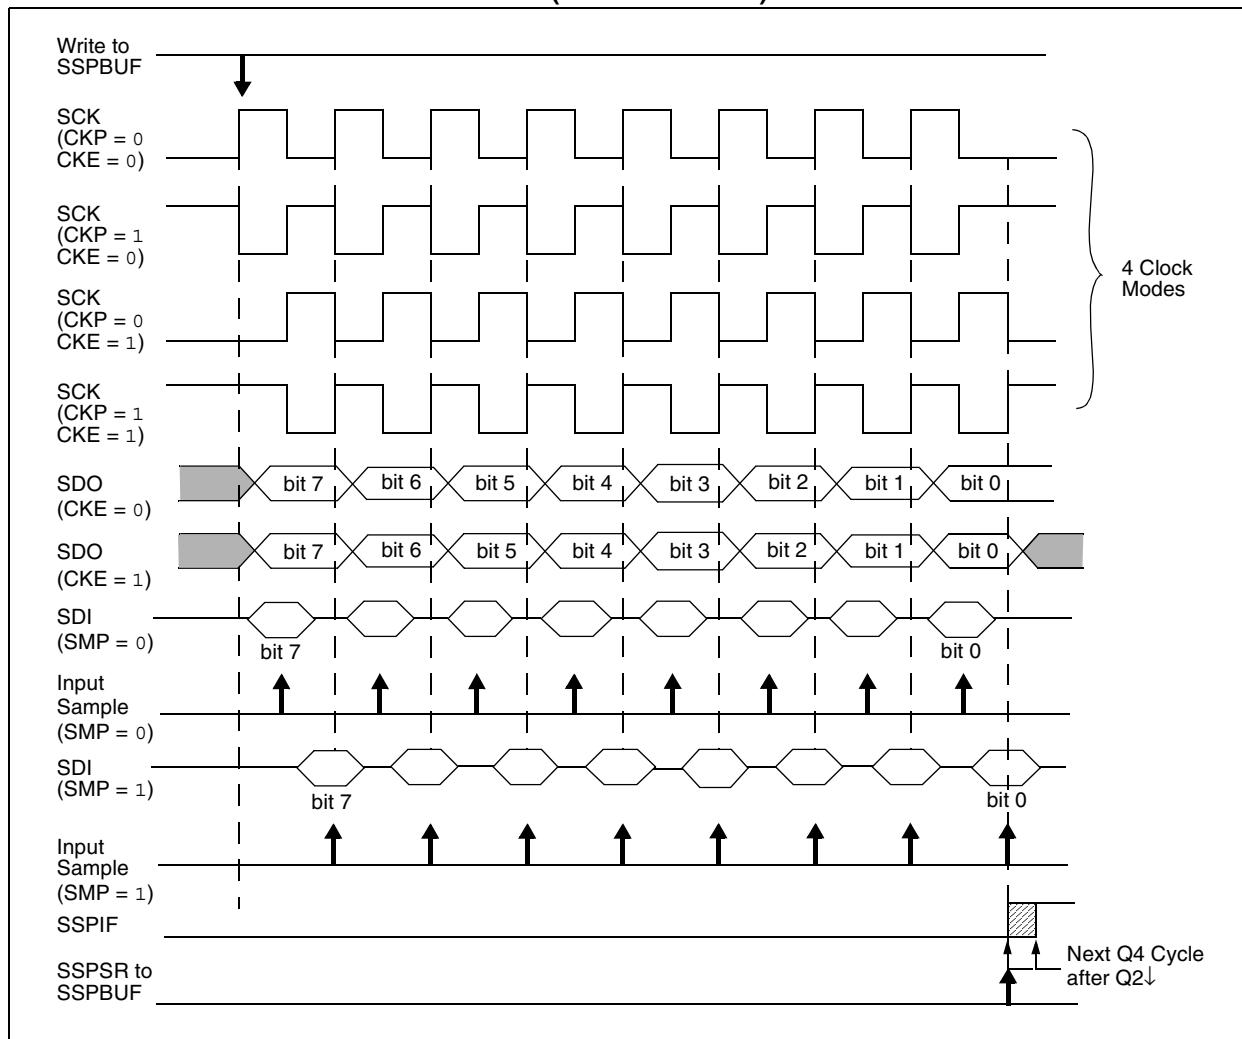 Write to
SSPBUF
SCK
(CKP = 0
CKE = 0)
SCK
(CKP = 1
CKE = 0)
SCK
(CKP = 0
CKE = 1)
SCK
(CKP = 1
CKE = 1)
4 Clock
Modes
SDO
(CKE = 0)
bit 7 bit 6 bit 5 bit 4 bit 3 bit 2 bit 1 bit 0
SDO
(CKE = 1)
bit 7 bit 6 bit 5 bit 4 bit 3 bit 2 bit 1 bit 0
SDI
(SMP = 0)
bit 7 bit 0
Input
Sample
(SMP = 0)
SDI
(SMP = 1)
bit 7 bit 0
Input
Sample
(SMP = 1)
SSPIF
Next Q4 Cycle
after Q2↓
SSPSR to
SSPBUF